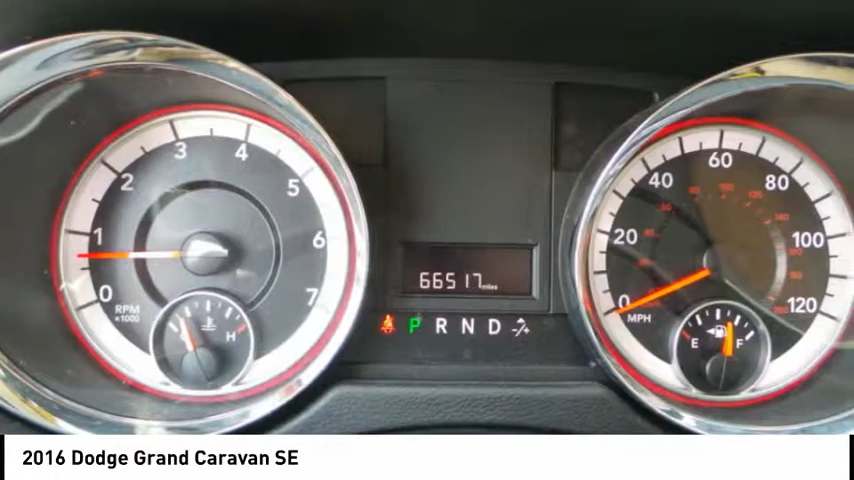 0 1 2 3 4 5 6 7
RPM
x1000
H
66517 miles
P R N D -/+
0 20 40 60 80 100 120
MPH
E F
2016 Dodge Grand Caravan SE